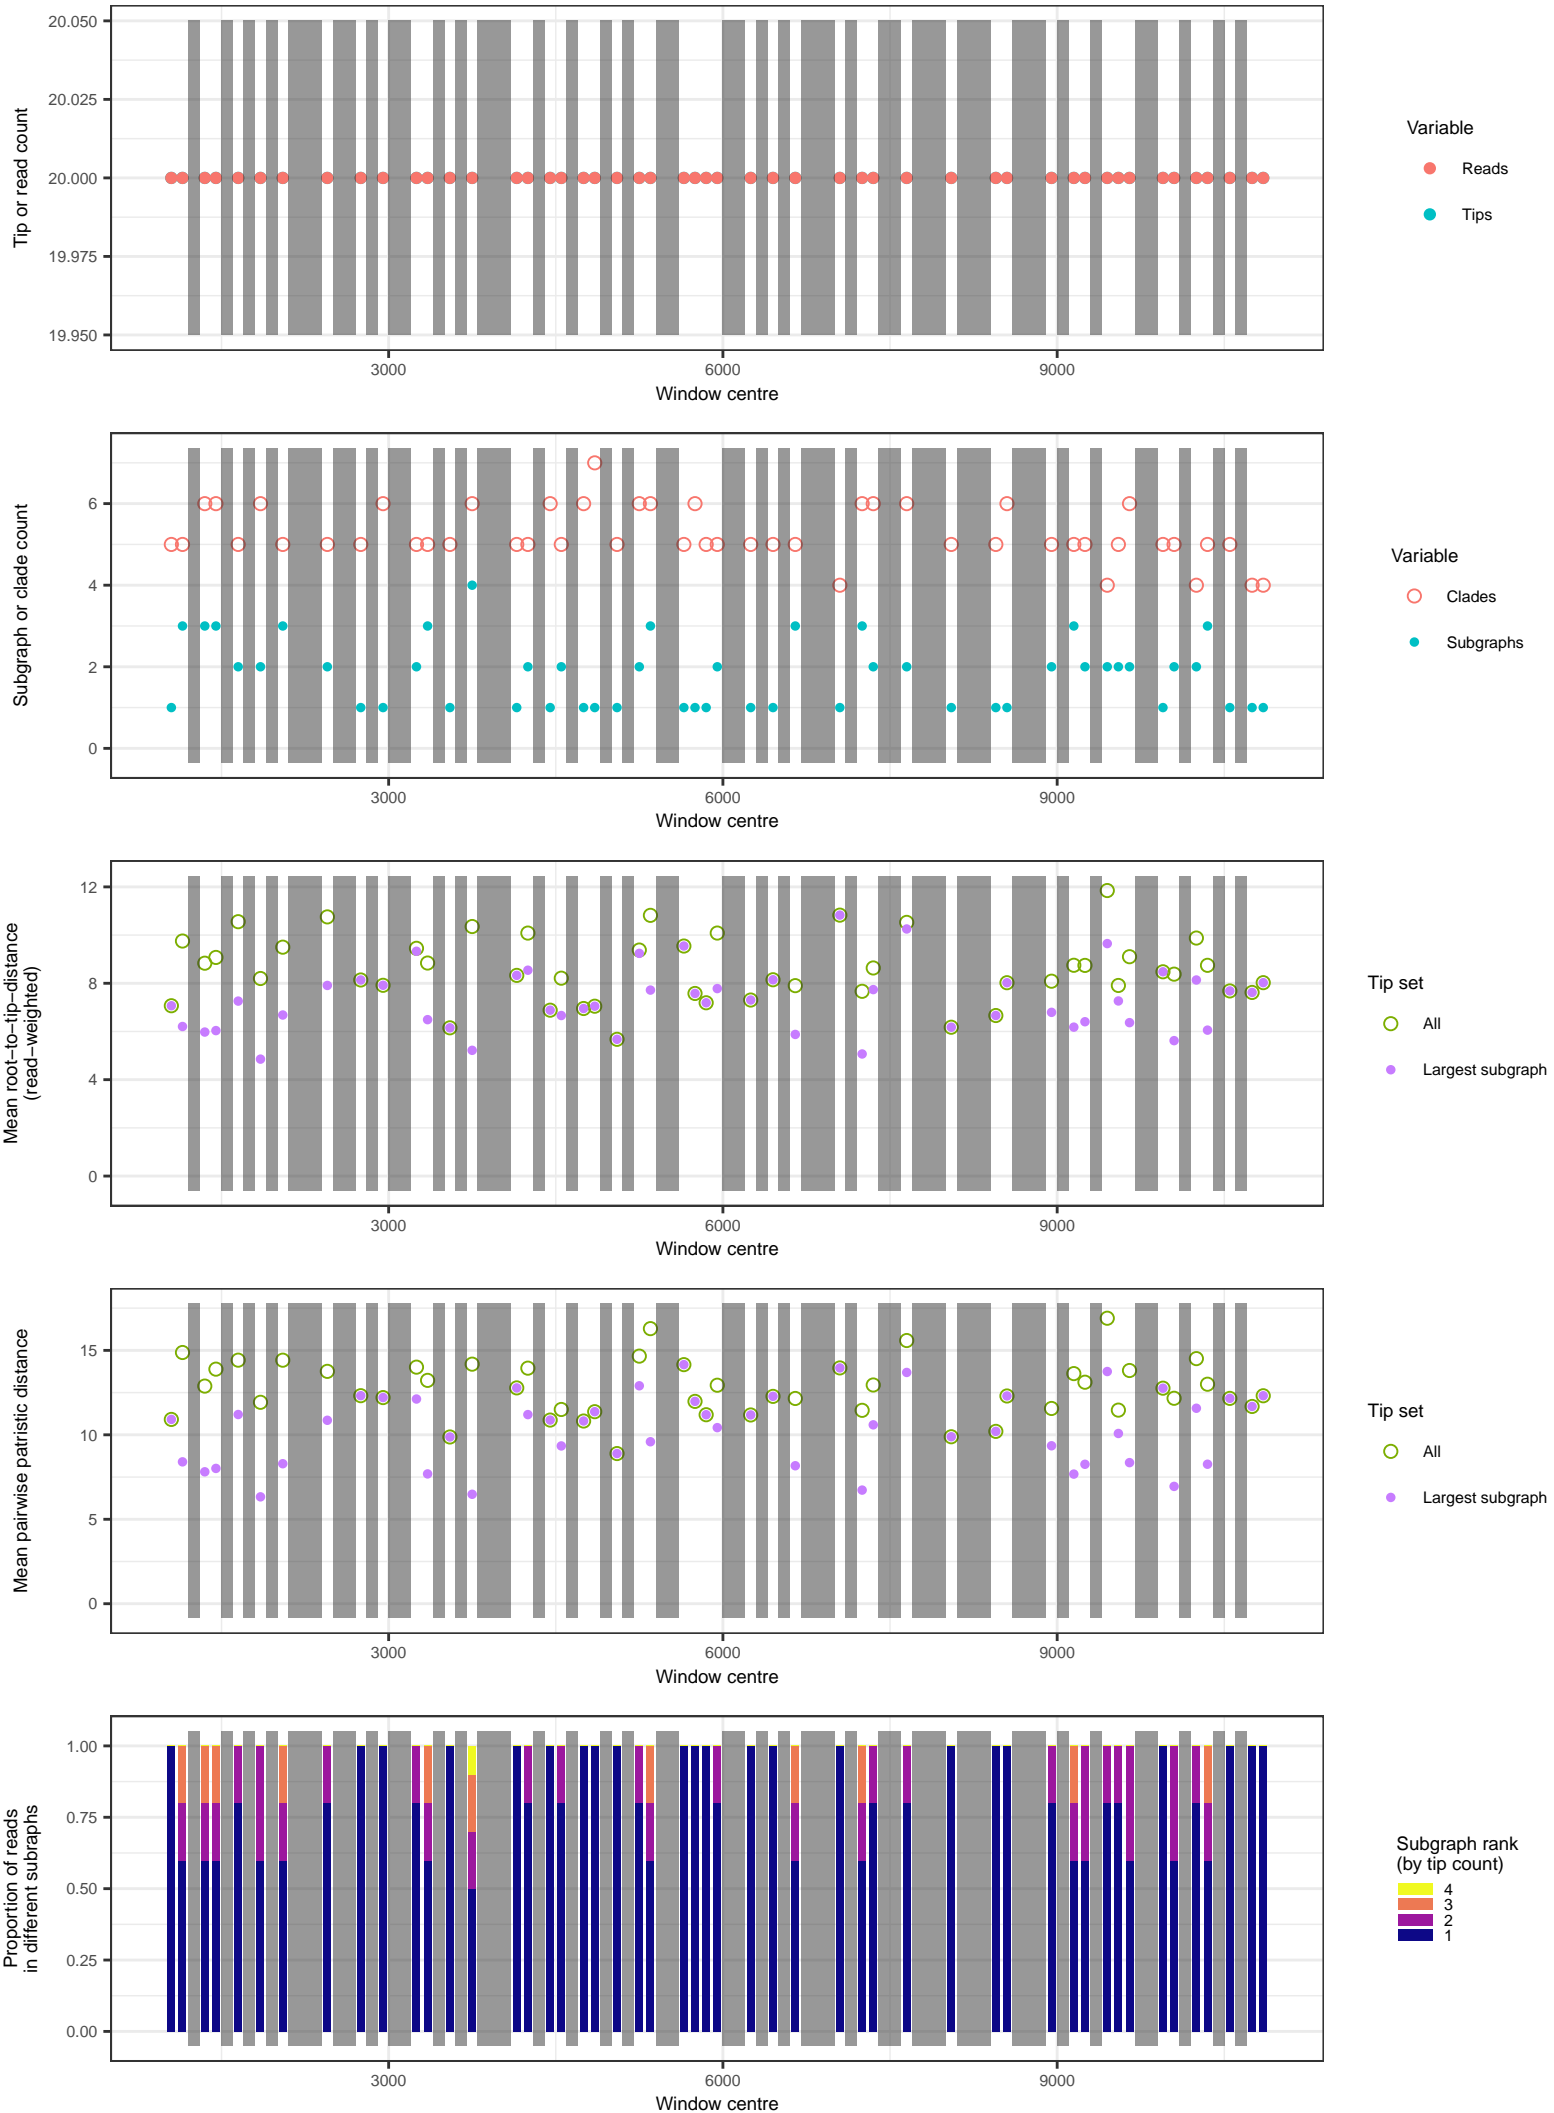 20.050
20.025
20.000
19.975
19.950
Tip or read count
3000
6000
9000
Window centre
Variable
Reads
Tips
6
4
2
0
Subgraph or clade count
3000
6000
9000
Window centre
Variable
Clades
Subgraphs
12
8
4
0
Mean root−to−tip−distance
(read−weighted)
3000
6000
9000
Window centre
Tip set
All
Largest subgraph
15
10
5
0
Mean pairwise patristic distance
3000
6000
9000
Window centre
Tip set
All
Largest subgraph
1.00
0.75
0.50
0.25
0.00
Proportion of reads
in different subraphs
3000
6000
9000
Window centre
Subgraph rank
(by tip count)
4
3
2
1